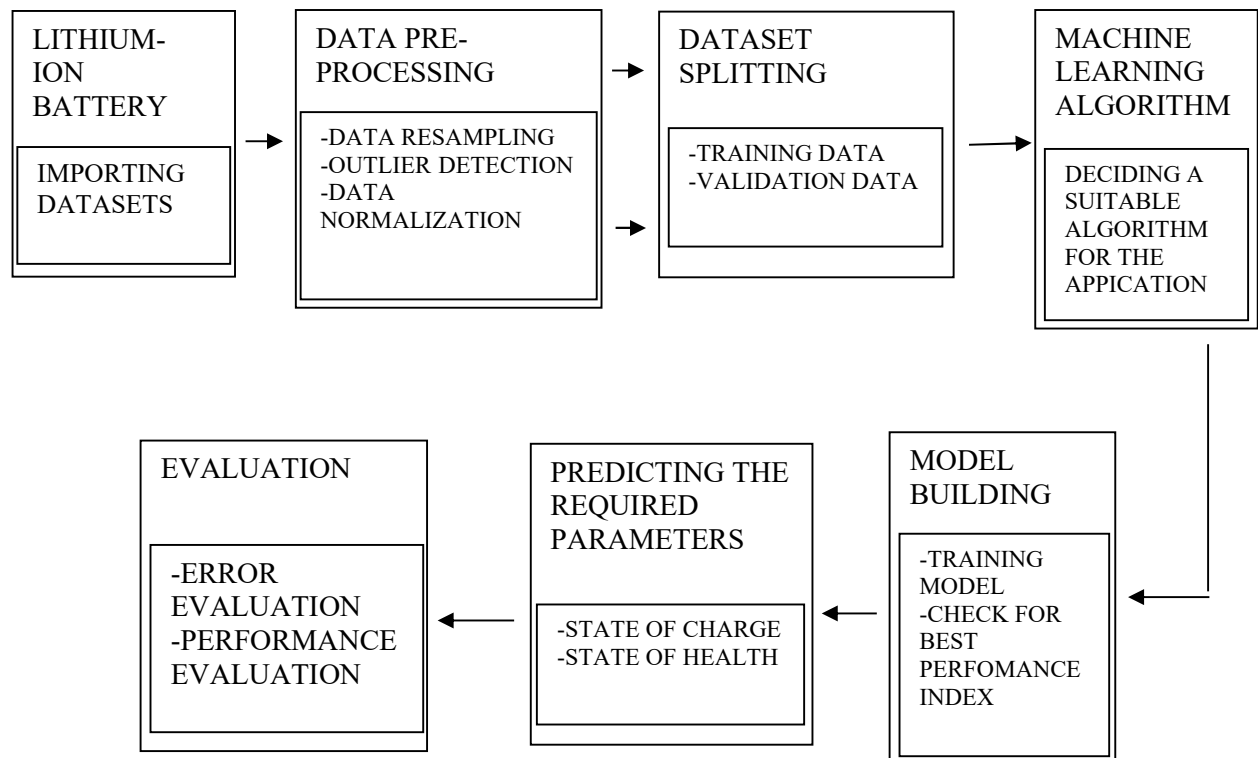 LITHIUM-
ION
BATTERY
IMPORTING
DATASETS
DATA PRE-
PROCESSING
-DATA RESAMPLING
-OUTLIER DETECTION
-DATA
NORMALIZATION
DATASET
SPLITTING
-TRAINING DATA
-VALIDATION DATA
MACHINE
LEARNING
ALGORITHM
DECIDING A
SUITABLE
ALGORITHM
FOR THE
APPICATION
MODEL
BUILDING
-TRAINING
MODEL
-CHECK FOR
BEST
PERFOMANCE
INDEX
PREDICTING THE
REQUIRED
PARAMETERS
-STATE OF CHARGE
-STATE OF HEALTH
EVALUATION
-ERROR
EVALUATION
-PERFORMANCE
EVALUATION